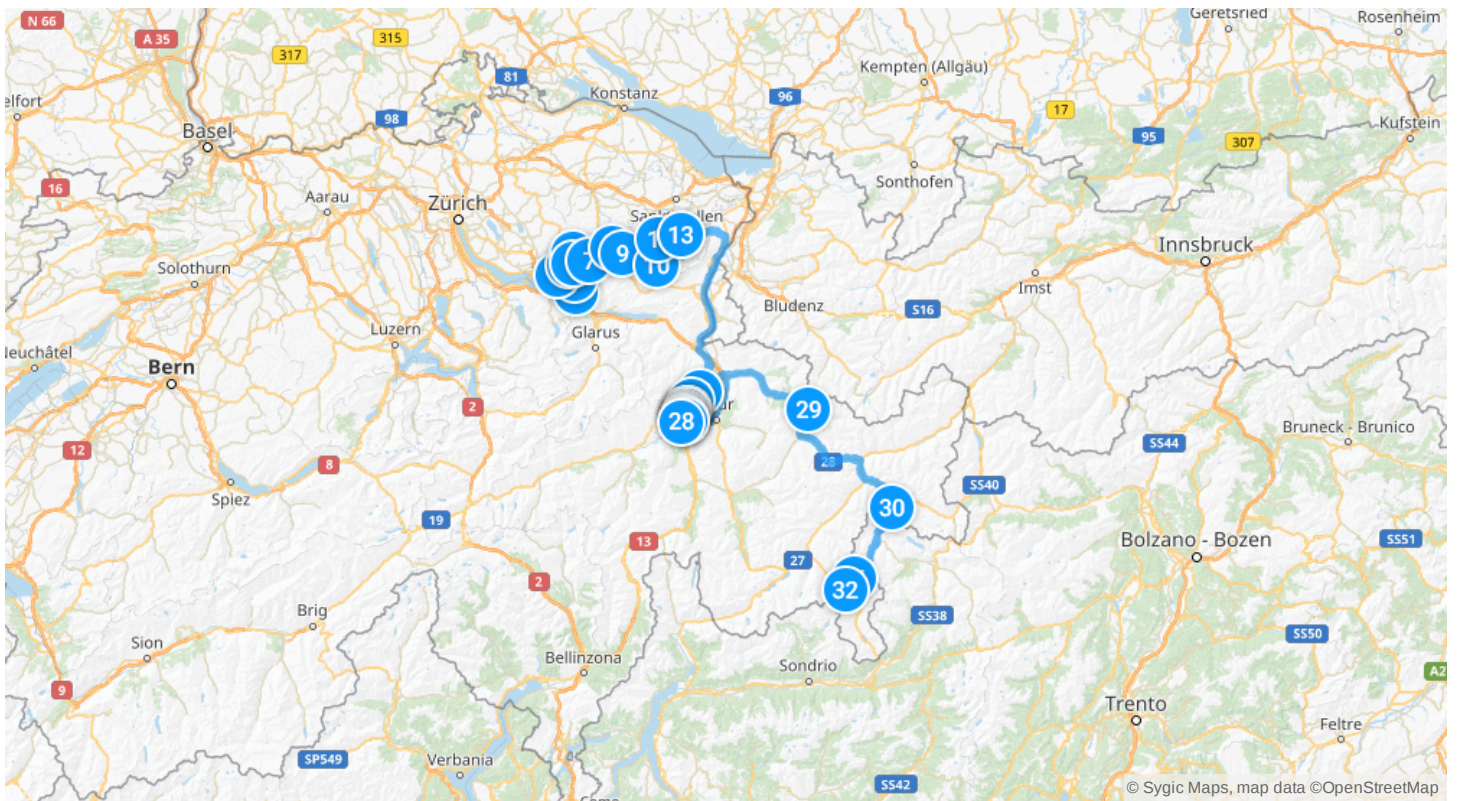 N 66
A 35
315
317
Geretsried
Rosenheim
81
Kempten (Allgäu)
96
Konstanz
elfort
98
17
95
307
Kufstein
Basel
16
Aarau
Zürich
Sonthofen
13
9
10
Innsbruck
Solothurn
Imst
Bludenz
S16
Luzern
Glarus
Neuchâtel
Bern
2
29
28
Bruneck - Brunico
SS44
12
8
28
SS40
Spiez
19
30
13
Bolzano - Bozen
SS51
27
2
32
Brig
SS38
SS50
Sion
Bellinzona
Sondrio
A2
9
Trento
Feltre
SP549
Verbania
SS42
© Sygic Maps, map data ©OpenStreetMap